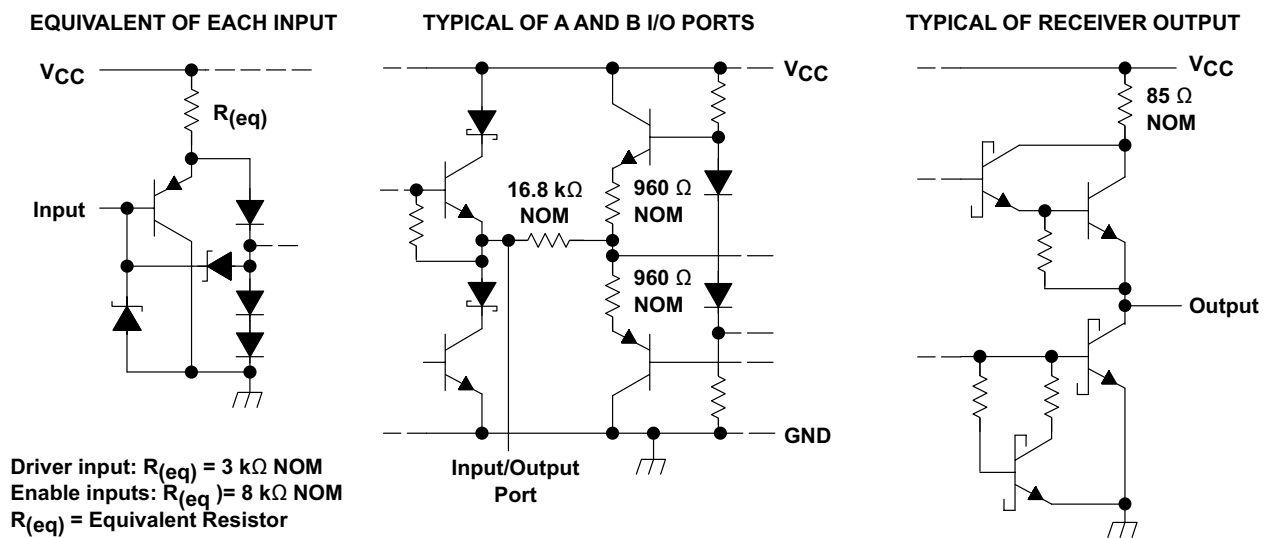 EQUIVALENT OF EACH INPUT
VCC
R(eq)
Input
Driver input: R(eq) = 3 kΩ NOM
Enable inputs: R(eq )= 8 kΩ NOM
R(eq) = Equivalent Resistor
TYPICAL OF A AND B I/O PORTS
VCC
16.8 kΩ
NOM
960 Ω
NOM
960 Ω
NOM
GND
Input/Output
Port
TYPICAL OF RECEIVER OUTPUT
VCC
85 Ω
NOM
Output